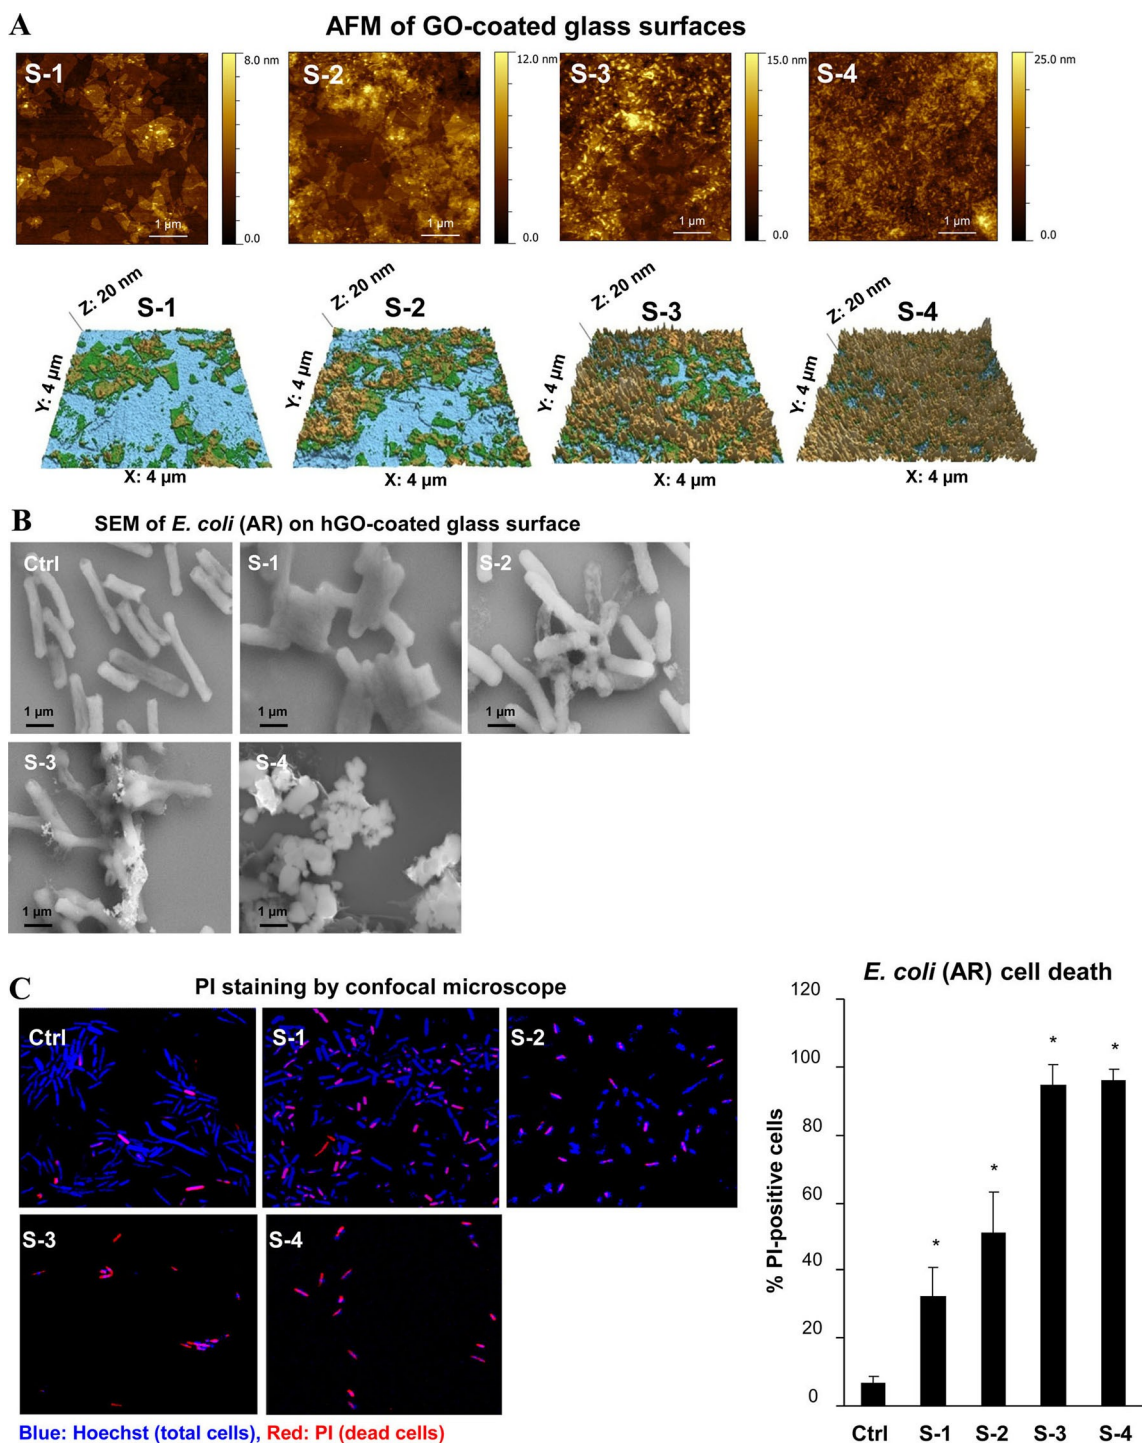 A
AFM of GO-coated glass surfaces
S-1
8.0 nm
0.0
1 µm
S-2
12.0 nm
0.0
1 µm
S-3
15.0 nm
0.0
1 µm
S-4
25.0 nm
0.0
1 µm
Z: 20 nm
S-1
Y: 4 µm
X: 4 µm
Z: 20 nm
S-2
Y: 4 µm
X: 4 µm
Z: 20 nm
S-3
Y: 4 µm
X: 4 µm
Z: 20 nm
S-4
Y: 4 µm
X: 4 µm
B
SEM of E. coli (AR) on hGO-coated glass surface
Ctrl
1 µm
S-1
1 µm
S-2
1 µm
S-3
1 µm
S-4
1 µm
C
PI staining by confocal microscope
Ctrl
S-1
S-2
S-3
S-4
Blue: Hoechst (total cells), Red: PI (dead cells)
E. coli (AR) cell death
% PI-positive cells
120
100
80
60
40
20
0
*
*
*
*
Ctrl
S-1
S-2
S-3
S-4